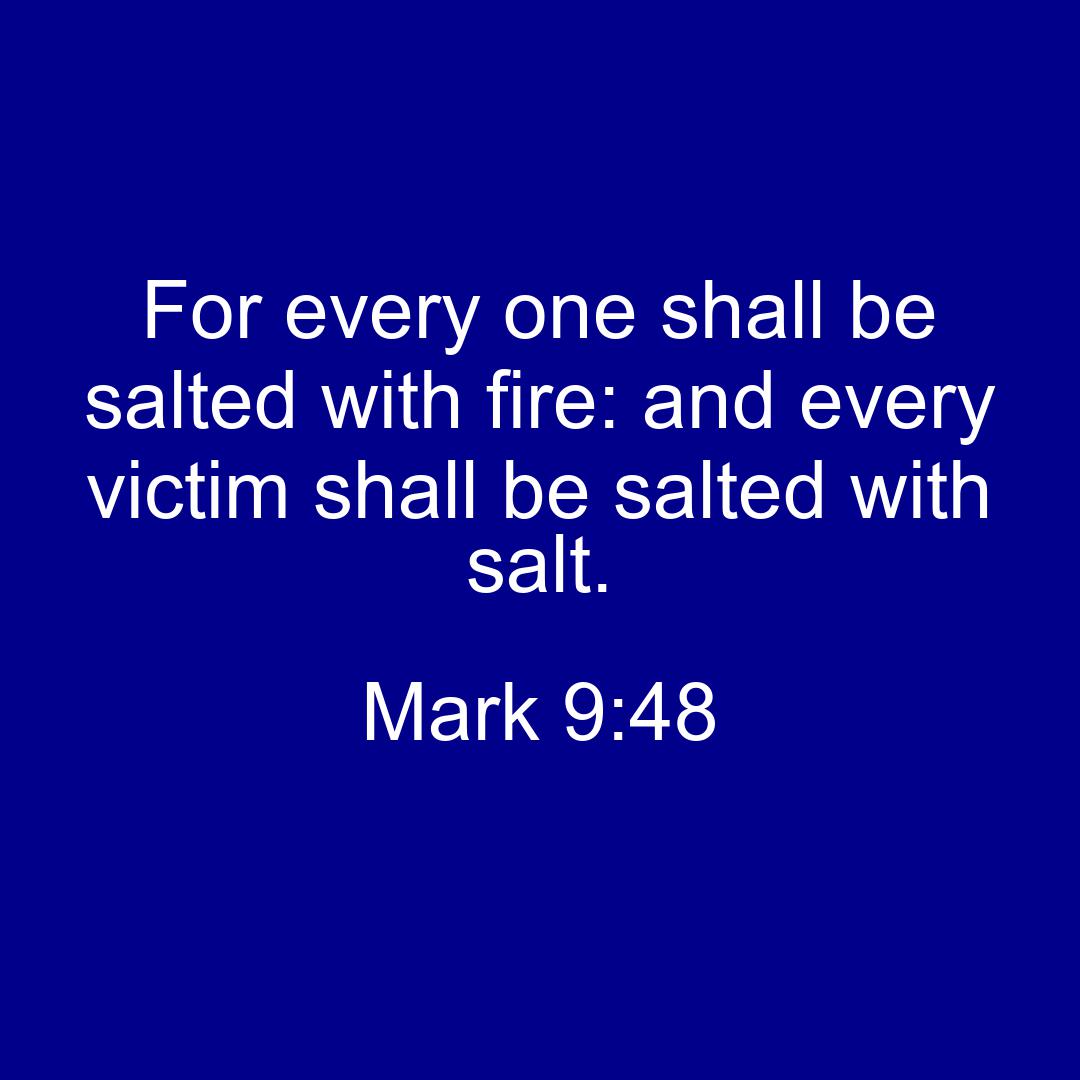 For every one shall be
salted with fire: and every
victim shall be salted with
salt.
Mark 9:48